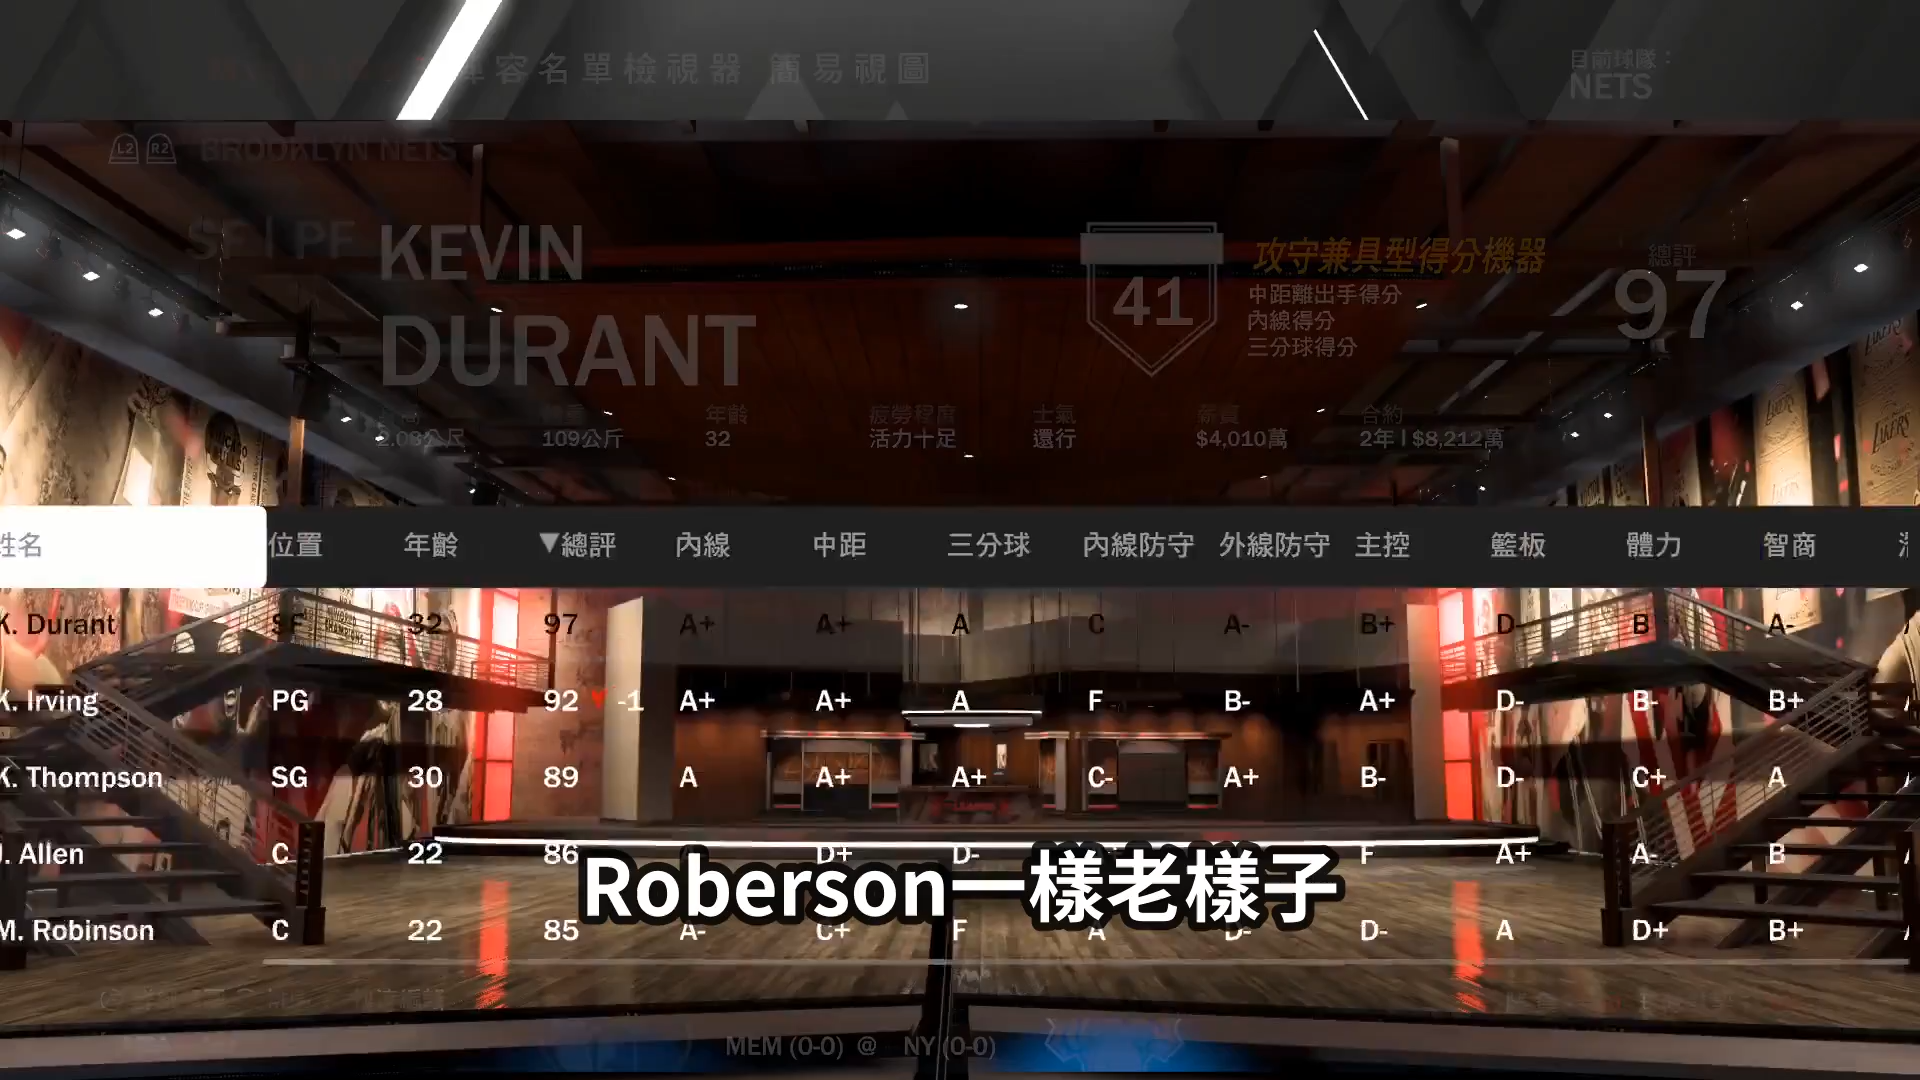 陣容名單檢視器 簡易視圖
目前球隊：
NETS
L2 R2 BROOKLYN NETS
SF | PF KEVIN
DURANT
41
攻守兼具型得分機器
中距離出手得分
內線得分
三分球得分
總評
97
年齡 疲勞程度 士氣 薪資 合約
2.08公尺 109公斤 32 活力十足 還行 $4,010萬 2年 | $8,212萬
姓名 位置 年齡 ▼總評 內線 中距 三分球 內線防守 外線防守 主控 籃板 體力 智商
K. Durant SF 32 97 A+ A+ A C A- B+ D- B A-
K. Irving PG 28 92 ▼ -1 A+ A+ A F B- A+ D- B- B+
K. Thompson SG 30 89 A A+ A+ C- A+ B- D- C+ A
J. Allen C 22 86 D+ D- F A+ A- B
Roberson一樣老樣子
M. Robinson C 22 85 A- C+ F A D- D- A D+ B+
MEM (0-0) @ NY (0-0)